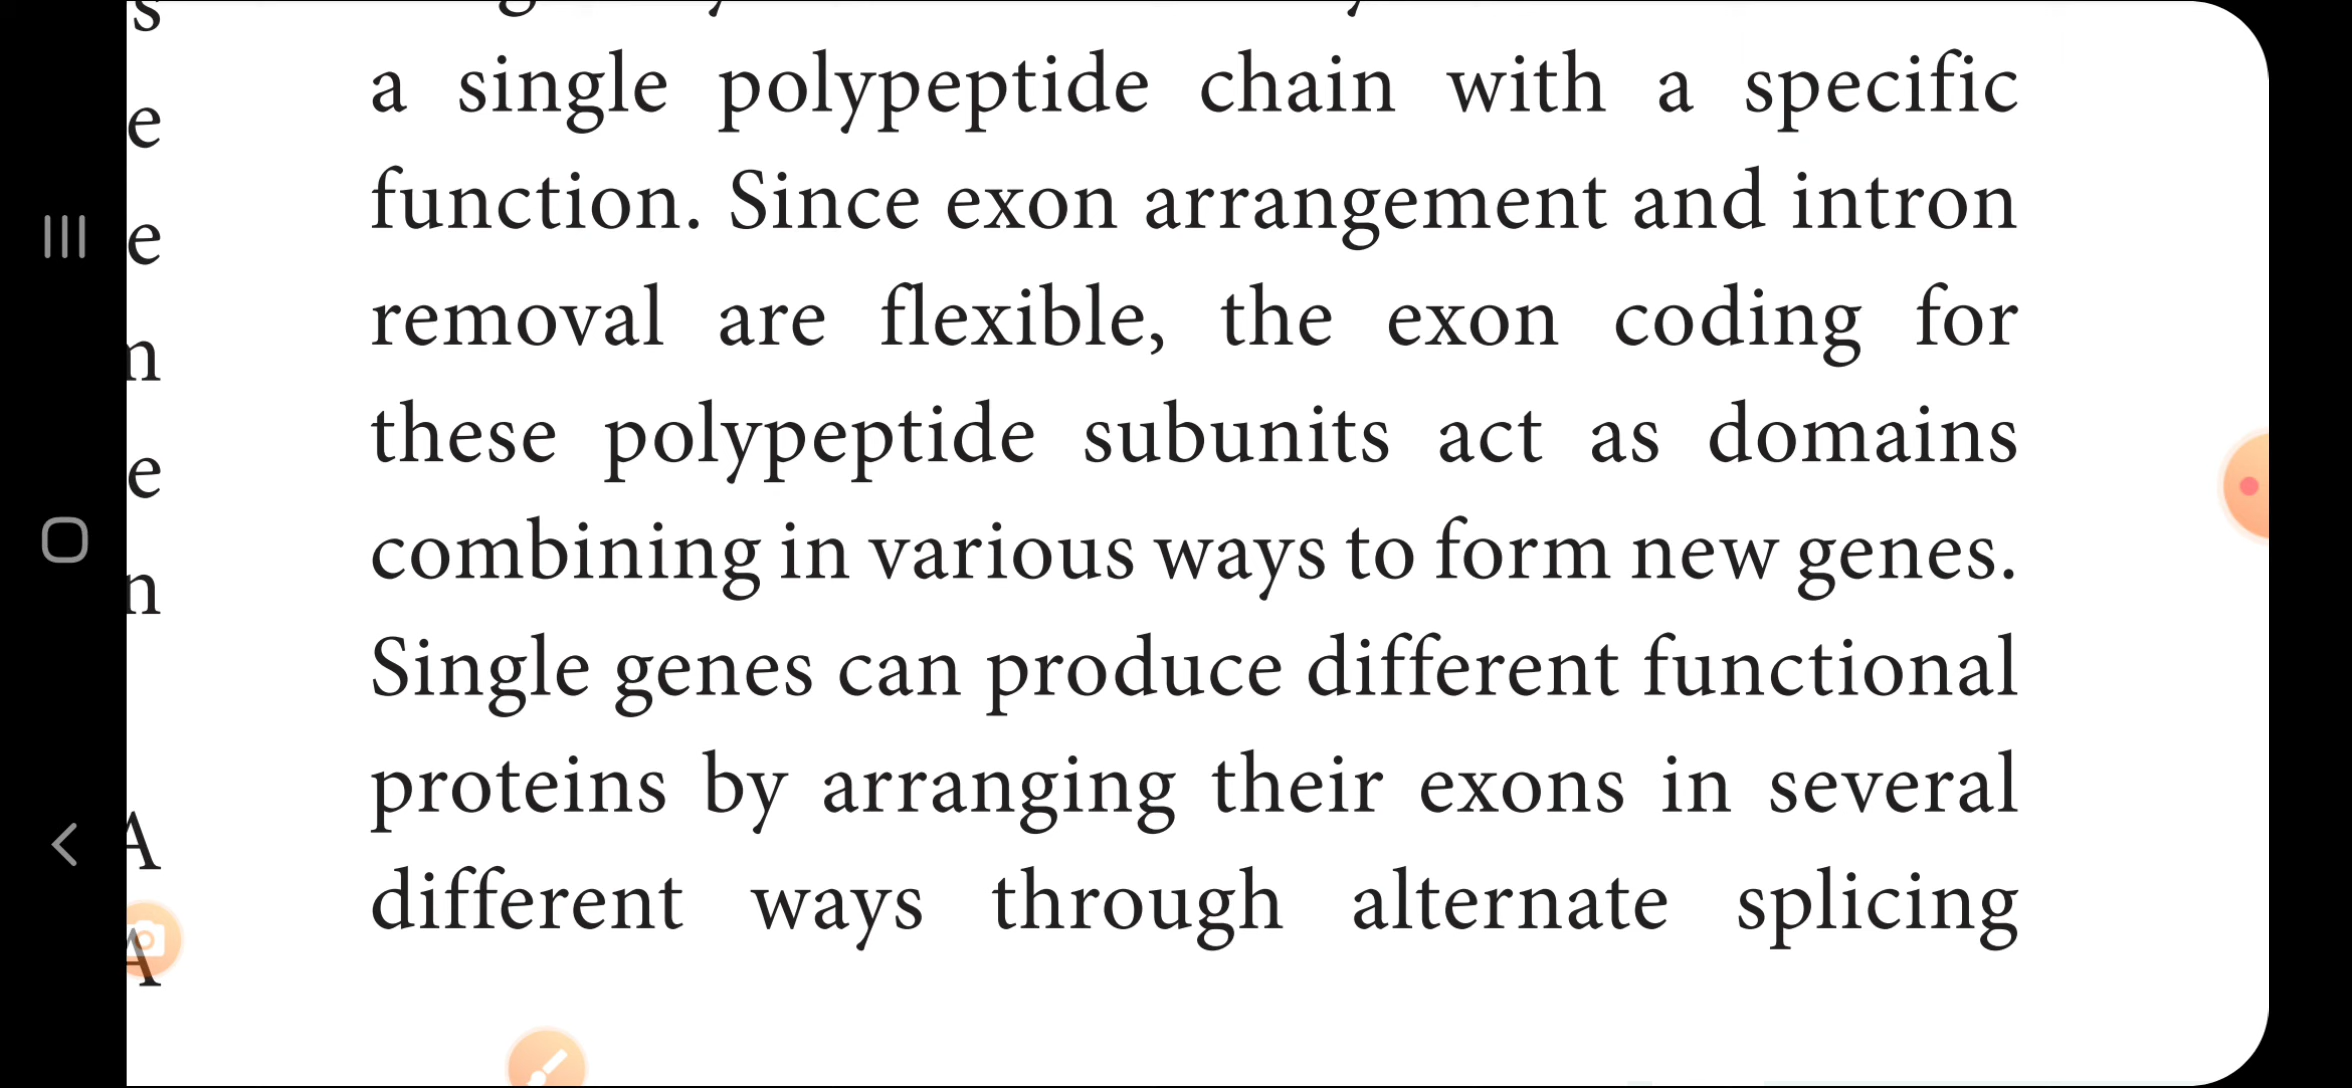 a single polypeptide chain with a specific
function. Since exon arrangement and intron
removal are flexible, the exon coding for
these polypeptide subunits act as domains
combining in various ways to form new genes.
Single genes can produce different functional
proteins by arranging their exons in several
different ways through alternate splicing